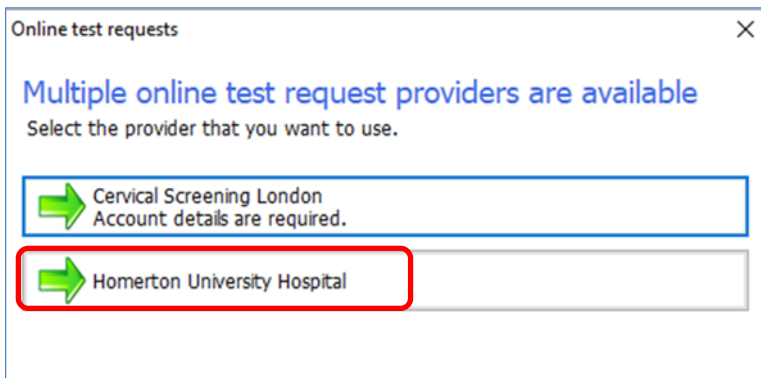 Online test requests
Multiple online test request providers are available
Select the provider that you want to use.
Cervical Screening London
Account details are required.
Homerton University Hospital